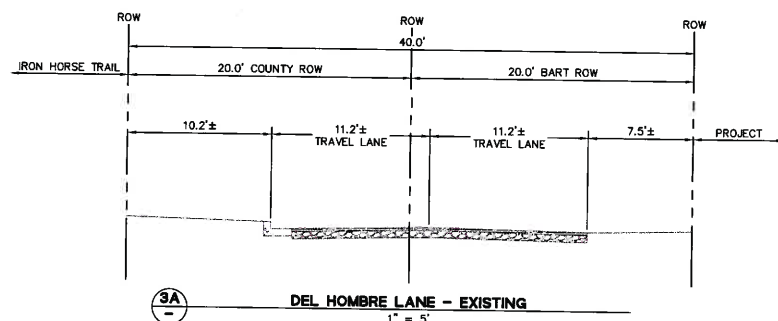 ROW
ROW
ROW
40.0'
IRON HORSE TRAIL
20.0' COUNTY ROW
20.0' BART ROW
10.2'±
11.2'±
TRAVEL LANE
11.2'±
TRAVEL LANE
7.5'±
PROJECT
3A
-
DEL HOMBRE LANE - EXISTING
1" = 5'